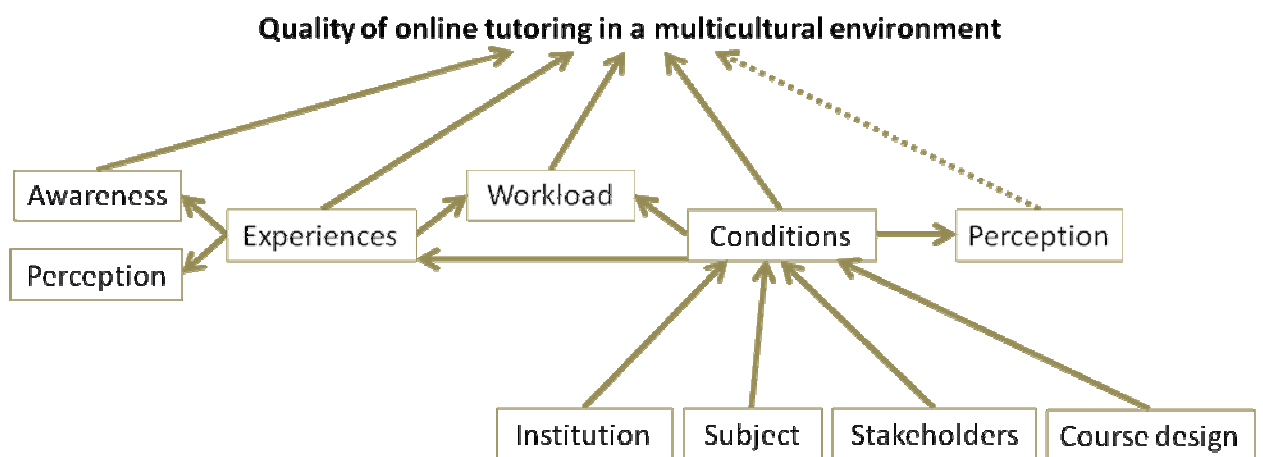 Quality of online tutoring in a multicultural environment
Awareness
Workload
Experiences
Conditions
Perception
Perception
Institution
Subject
Stakeholders
Course design